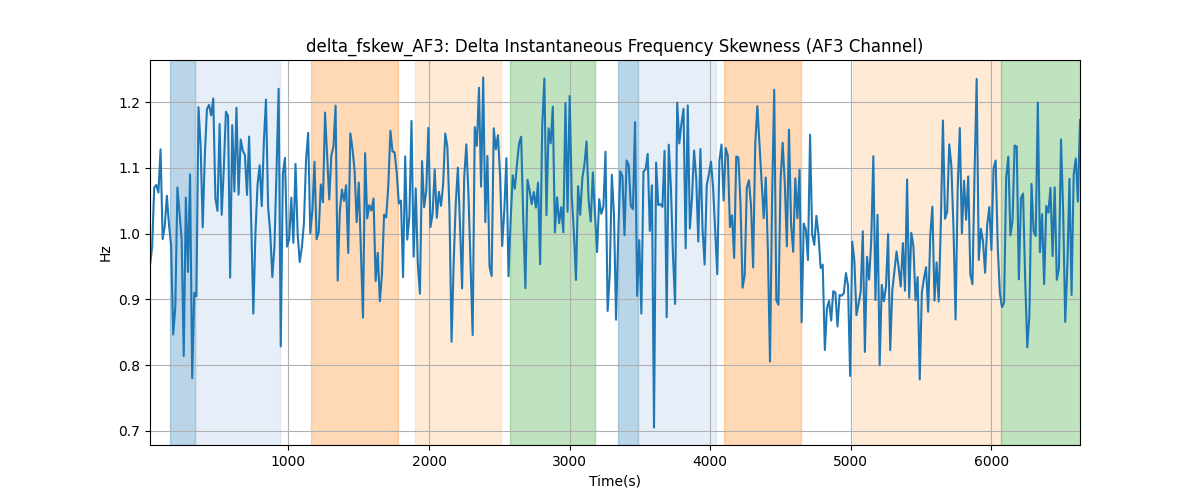 delta_fskew_AF3: Delta Instantaneous Frequency Skewness (AF3 Channel)
1.2
1.1
1.0
0.9
0.8
0.7
Hz
1000 2000 3000 4000 5000 6000
Time(s)